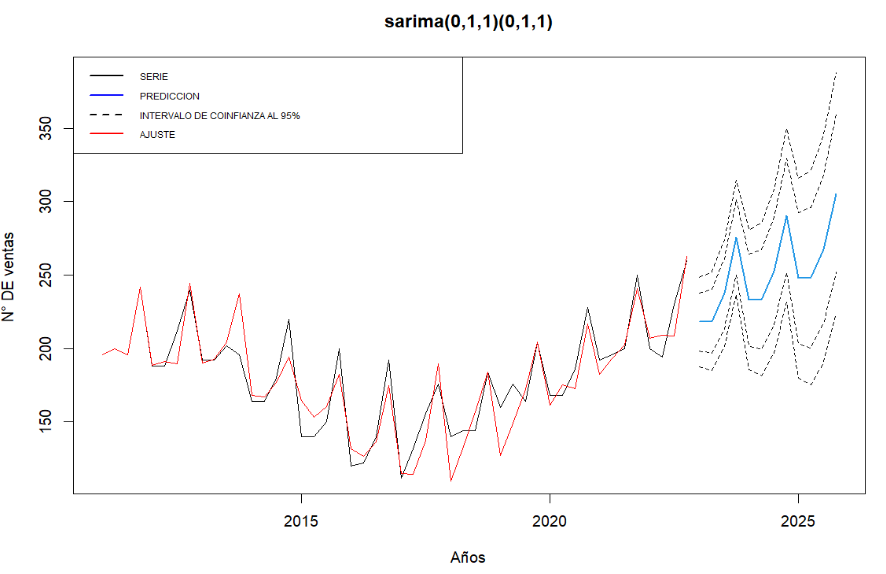 sarima(0,1,1)(0,1,1)
SERIE
PREDICCION
INTERVALO DE COINFIANZA AL 95%
AJUSTE
N° DE ventas
350
300
250
200
150
2015
2020
2025
Años